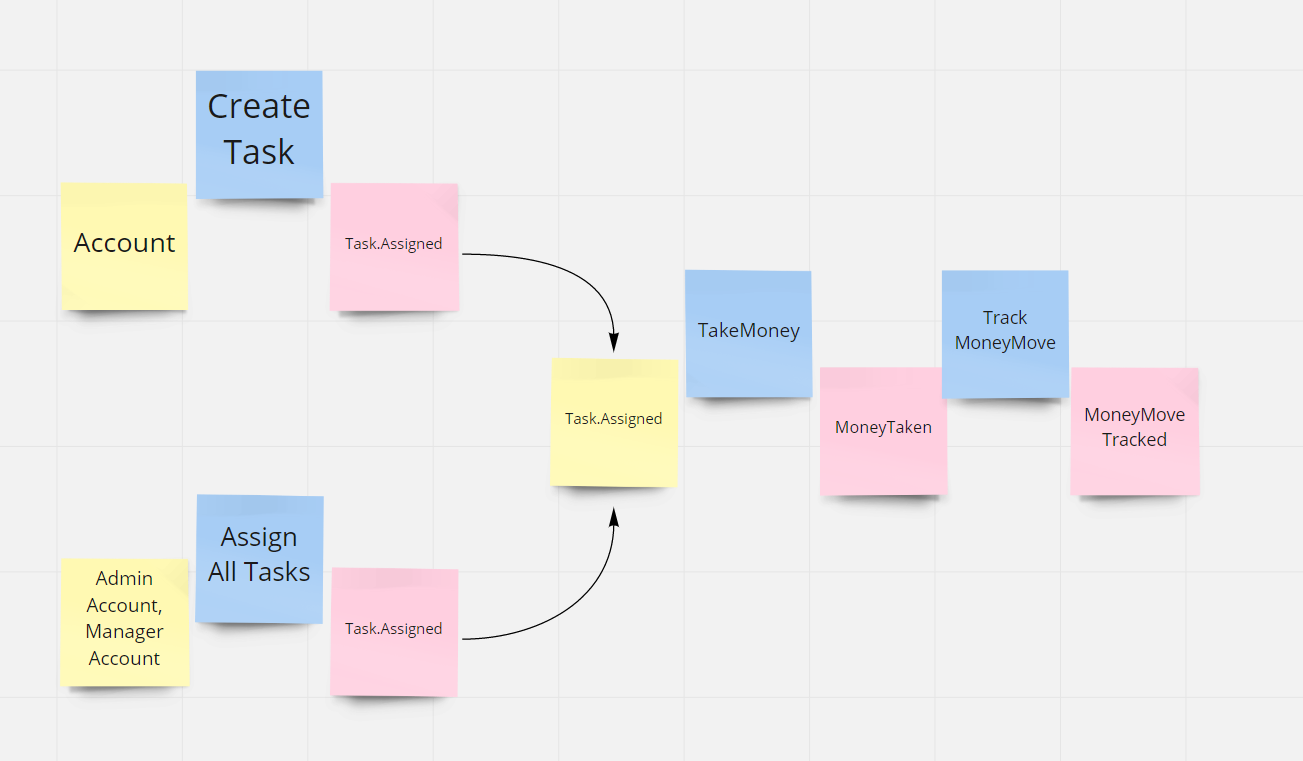 Create
Task
Account
Task.Assigned
TakeMoney
Track
MoneyMove
Task.Assigned
MoneyTaken
MoneyMove
Tracked
Assign
All Tasks
Admin
Account,
Manager
Account
Task.Assigned